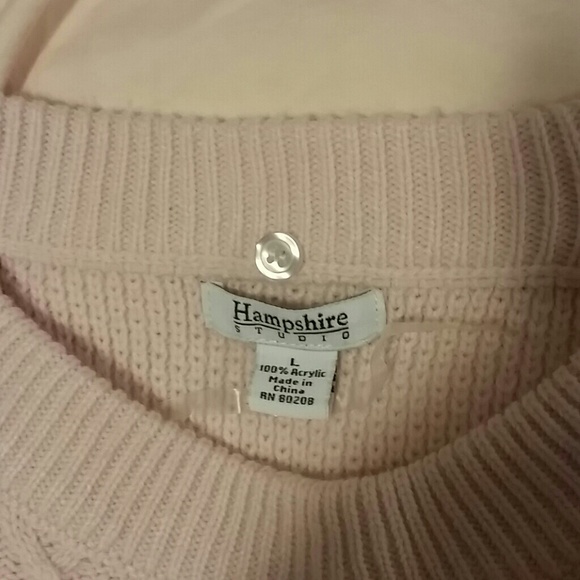 Hampshire
STUDIO
L
100% Acrylic
Made in
China
RN 80208